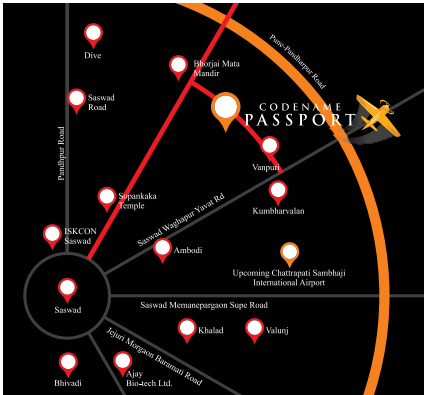 Dive
Bhorjai Mata
Mandir
Pune-Pandharpur Road
Saswad
Road
CODENAME
PASSPORT
Pandhpur Road
Vanpuri
Sopankaka
Temple
Kumbharvalan
Saswad Waghapur Yavat Rd
ISKCON
Saswad
Ambodi
Upcoming Chattrapati Sambhaji
International Airport
Saswad
Saswad Memanepargaon Supe Road
Khalad
Valunj
Jejuri Morgaon Baramati Road
Bhivadi
Ajay
Bio-tech Ltd.